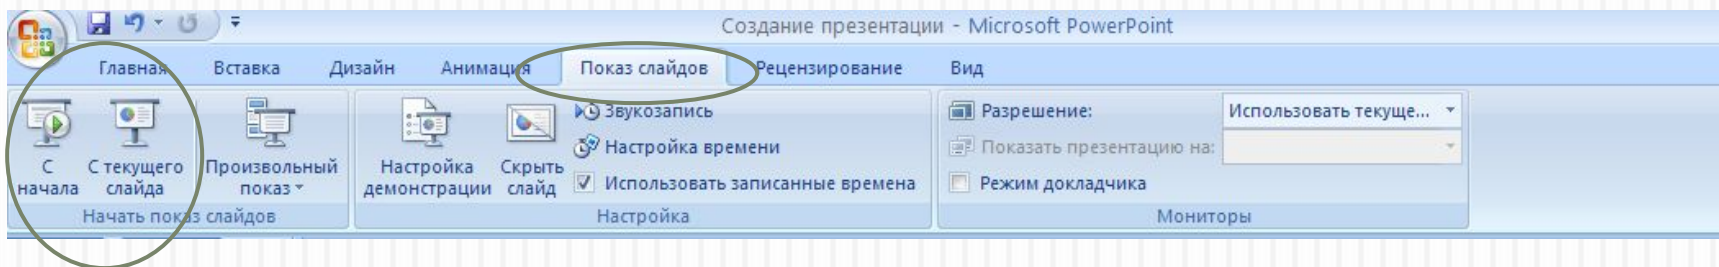 Создание презентации - Microsoft PowerPoint
Главная Вставка Дизайн Анимация Показ слайдов Рецензирование Вид
С начала
С текущего слайда
Произвольный показ
Начать показ слайдов
Настройка демонстрации
Скрыть слайд
Звукозапись
Настройка времени
Использовать записанные времена
Настройка
Разрешение: Использовать текуще...
Показать презентацию на:
Режим докладчика
Мониторы